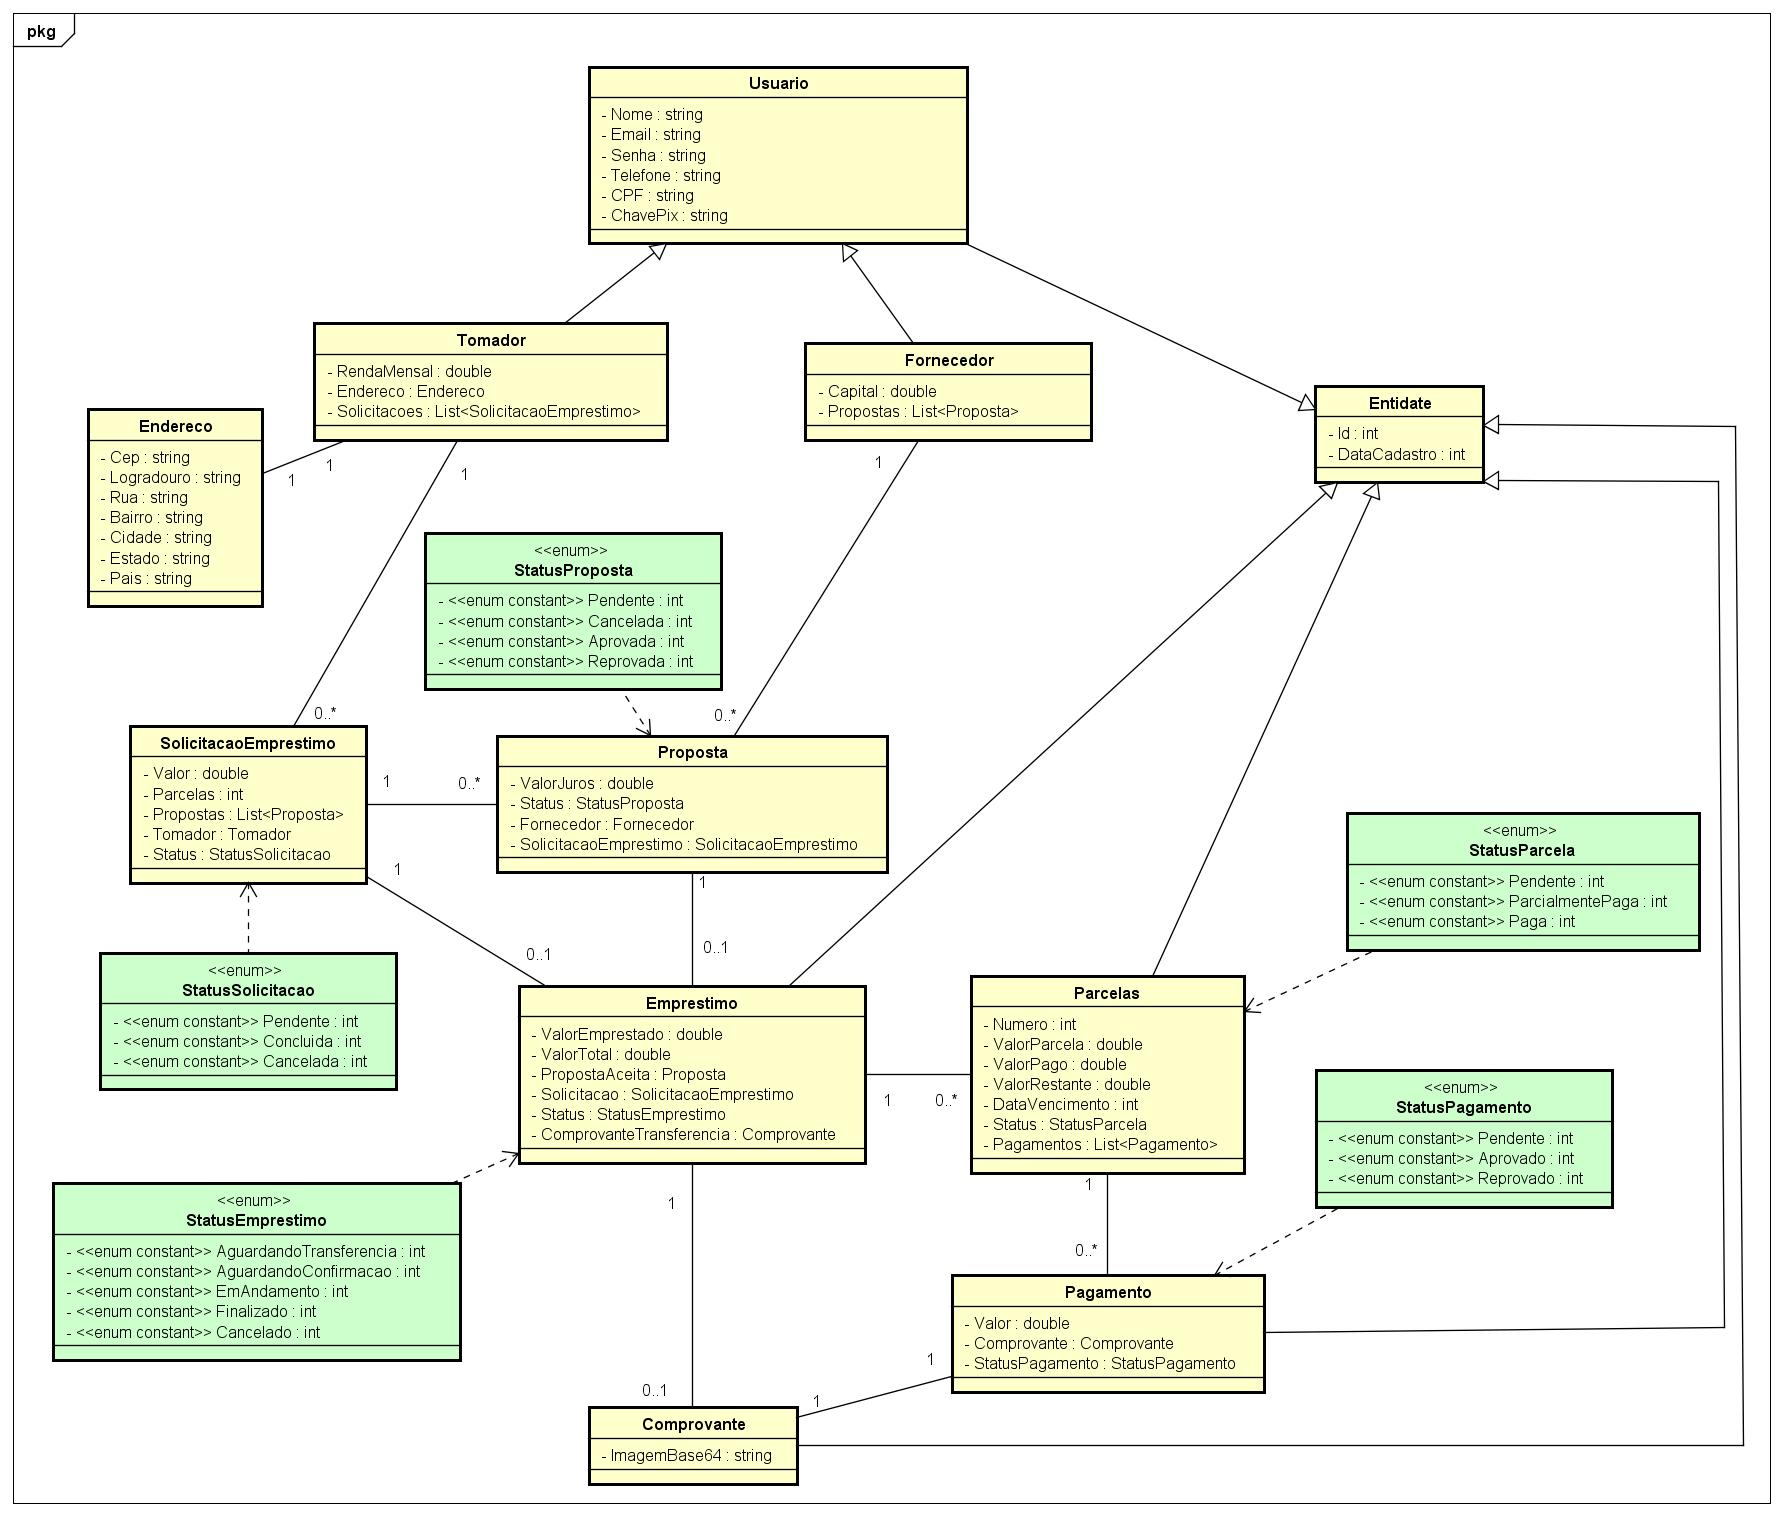 pkg
Usuario
- Nome : string
- Email : string
- Senha : string
- Telefone : string
- CPF : string
- ChavePix : string
Tomador
- RendaMensal : double
- Endereco : Endereco
- Solicitacoes : List<SolicitacaoEmprestimo>
Fornecedor
- Capital : double
- Propostas : List<Proposta>
Entidate
- Id : int
- DataCadastro : int
Endereco
- Cep : string
- Logradouro : string
- Rua : string
- Bairro : string
- Cidade : string
- Estado : string
- Pais : string
1
1
1
1
<<enum>>
StatusProposta
- <<enum constant>> Pendente : int
- <<enum constant>> Cancelada : int
- <<enum constant>> Aprovada : int
- <<enum constant>> Reprovada : int
0..*
0..*
SolicitacaoEmprestimo
- Valor : double
- Parcelas : int
- Propostas : List<Proposta>
- Tomador : Tomador
- Status : StatusSolicitacao
1
0..*
Proposta
- ValorJuros : double
- Status : StatusProposta
- Fornecedor : Fornecedor
- SolicitacaoEmprestimo : SolicitacaoEmprestimo
<<enum>>
StatusParcela
- <<enum constant>> Pendente : int
- <<enum constant>> ParcialmentePaga : int
- <<enum constant>> Paga : int
1
1
0..1
0..1
<<enum>>
StatusSolicitacao
- <<enum constant>> Pendente : int
- <<enum constant>> Concluida : int
- <<enum constant>> Cancelada : int
Emprestimo
- ValorEmprestado : double
- ValorTotal : double
- PropostaAceita : Proposta
- Solicitacao : SolicitacaoEmprestimo
- Status : StatusEmprestimo
- ComprovanteTransferencia : Comprovante
1
0..*
Parcelas
- Numero : int
- ValorParcela : double
- ValorPago : double
- ValorRestante : double
- DataVencimento : int
- Status : StatusParcela
- Pagamentos : List<Pagamento>
<<enum>>
StatusPagamento
- <<enum constant>> Pendente : int
- <<enum constant>> Aprovado : int
- <<enum constant>> Reprovado : int
1
1
0..*
<<enum>>
StatusEmprestimo
- <<enum constant>> AguardandoTransferencia : int
- <<enum constant>> AguardandoConfirmacao : int
- <<enum constant>> EmAndamento : int
- <<enum constant>> Finalizado : int
- <<enum constant>> Cancelado : int
Pagamento
- Valor : double
- Comprovante : Comprovante
- StatusPagamento : StatusPagamento
1
0..1
1
Comprovante
- ImagemBase64 : string